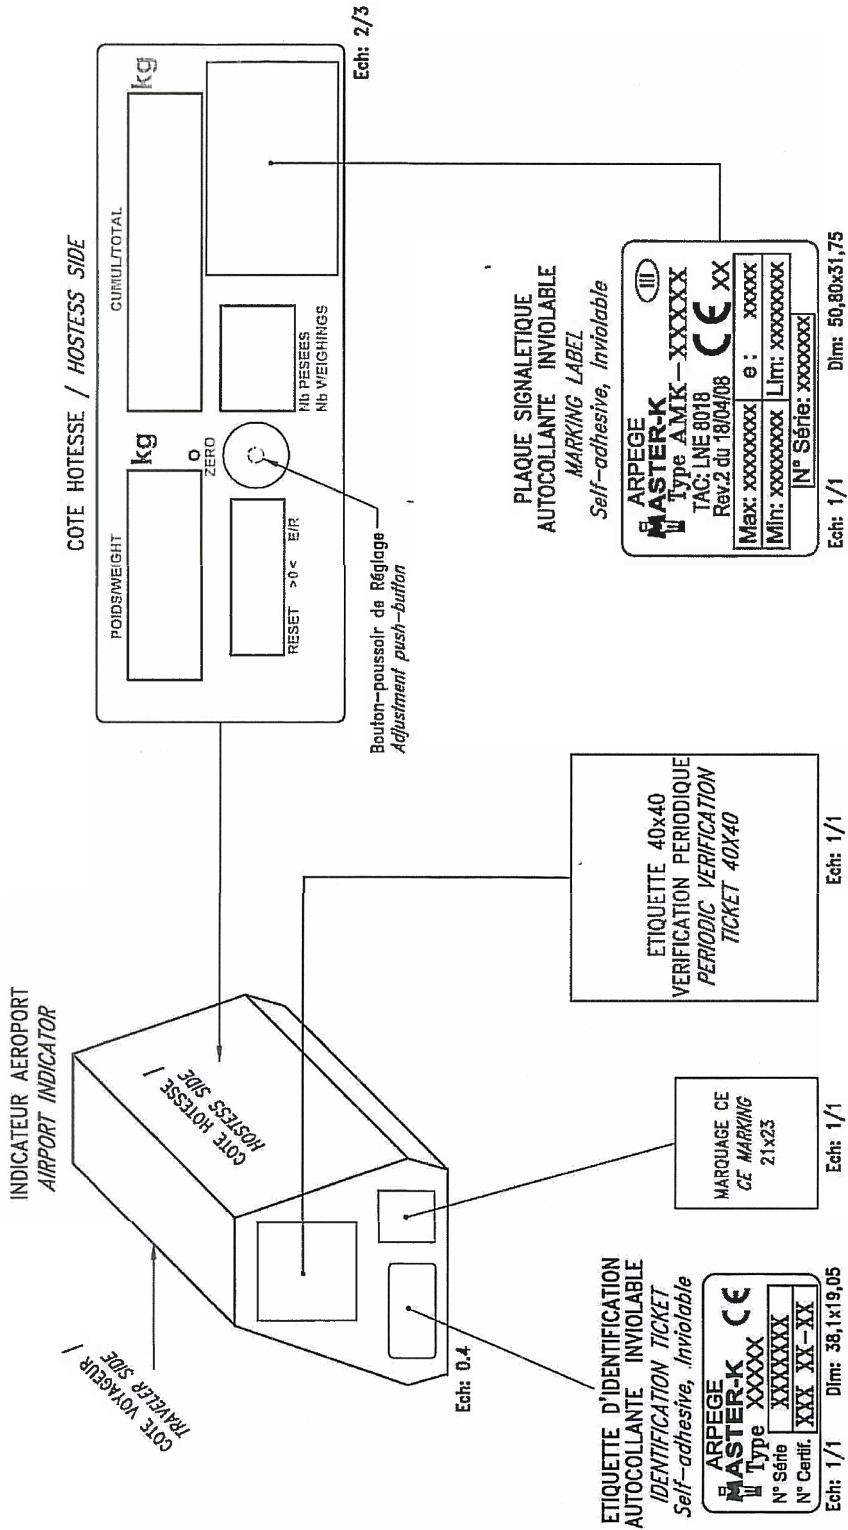 INDICATEUR AEROPORT
AIRPORT INDICATOR
COTE VOYAGEUR /
TRAVELER SIDE
COTE HOTESSE /
HOSTESS SIDE
Ech: 0.4
ETIQUETTE D'IDENTIFICATION
AUTOCOLLANTE INVIOLABLE
IDENTIFICATION TICKET
Self-adhesive, Inviolable
ARPEGE
MASTER-K
Type XXXXX CE
N° Série XXXXXXXX
N° Certif. XXX XX-XX
Ech: 1/1 Dim: 38,1x19,05
MARQUAGE CE
CE MARKING
21x23
Ech: 1/1
ETIQUETTE 40x40
VERIFICATION PERIODIQUE
PERIODIC VERIFICATION
TICKET 40X40
Ech: 1/1
COTE HOTESSE / HOSTESS SIDE
POIDS/WEIGHT kg
CUMUL/TOTAL kg
ZERO
RESET >0< E/R
Nb PESEES
Nb WEIGHINGS
Ech: 2/3
Bouton-poussoir de Réglage
Adjustment push-button
PLAQUE SIGNALETIQUE
AUTOCOLLANTE INVIOLABLE
MARKING LABEL
Self-adhesive, Inviolable
ARPEGE
MASTER-K III
Type AMK-XXXXX
TAC: LNE 8018
Rev.2 du 18/04/08 CE XX
Max: xxxxxxxx e: xxxxx
Min: xxxxxxxx Lim: xxxxxxxx
N° Série: xxxxxxx
Ech: 1/1 Dim: 50,80x31,75